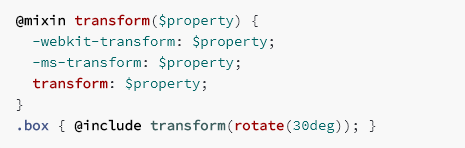 @mixin transform($property) {
  -webkit-transform: $property;
  -ms-transform: $property;
  transform: $property;
}
.box { @include transform(rotate(30deg)); }